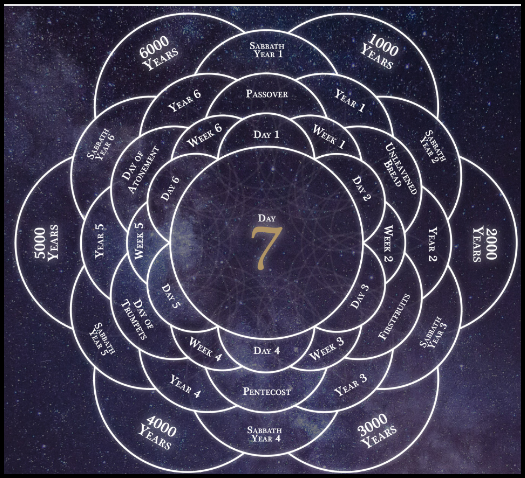 6000
Years
Sabbath
Year 1
1000
Years
Year 6
Passover
Year 1
Sabbath
Year 6
Week 6
Day 1
Week 1
Sabbath
Year 2
Day of
Atonement
Unleavened
Bread
Day 6
Day 2
5000
Years
Year 5
Week 5
Day
7
Week 2
Year 2
2000
Years
Day 5
Day 3
Day of
Trumpets
Firstfruits
Sabbath
Year 5
Week 4
Day 4
Week 3
Sabbath
Year 3
Year 4
Pentecost
Year 3
4000
Years
Sabbath
Year 4
3000
Years